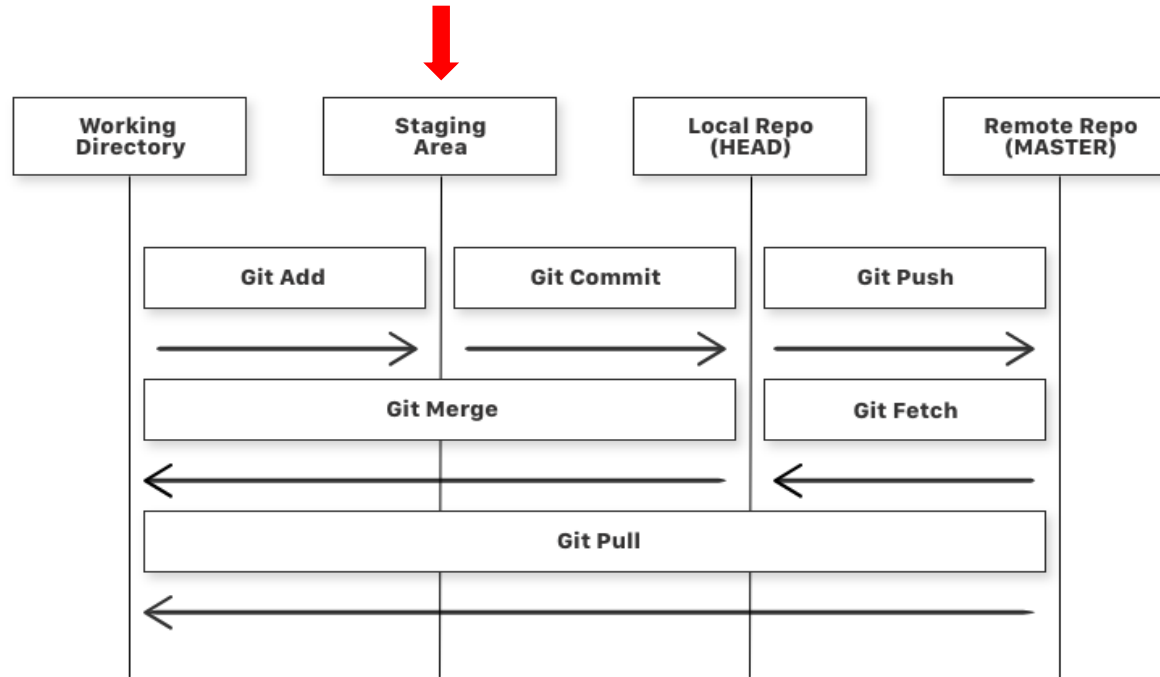 Working
Directory
Staging
Area
Local Repo
(HEAD)
Remote Repo
(MASTER)
Git Add
Git Commit
Git Push
Git Merge
Git Fetch
Git Pull